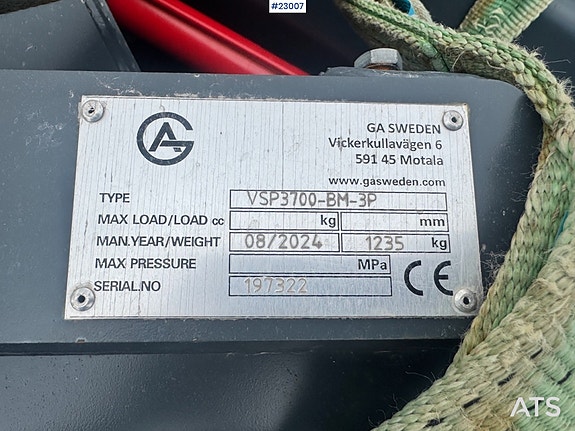 #23007
GA
GA SWEDEN
Vickerkullavägen 6
591 45 Motala
www.gasweden.com
TYPE VSP3700-BM-3P
MAX LOAD/LOAD cc kg mm
MAN.YEAR/WEIGHT 08/2024 1235 kg
MAX PRESSURE MPa
SERIAL.NO 197322
CE
ATS